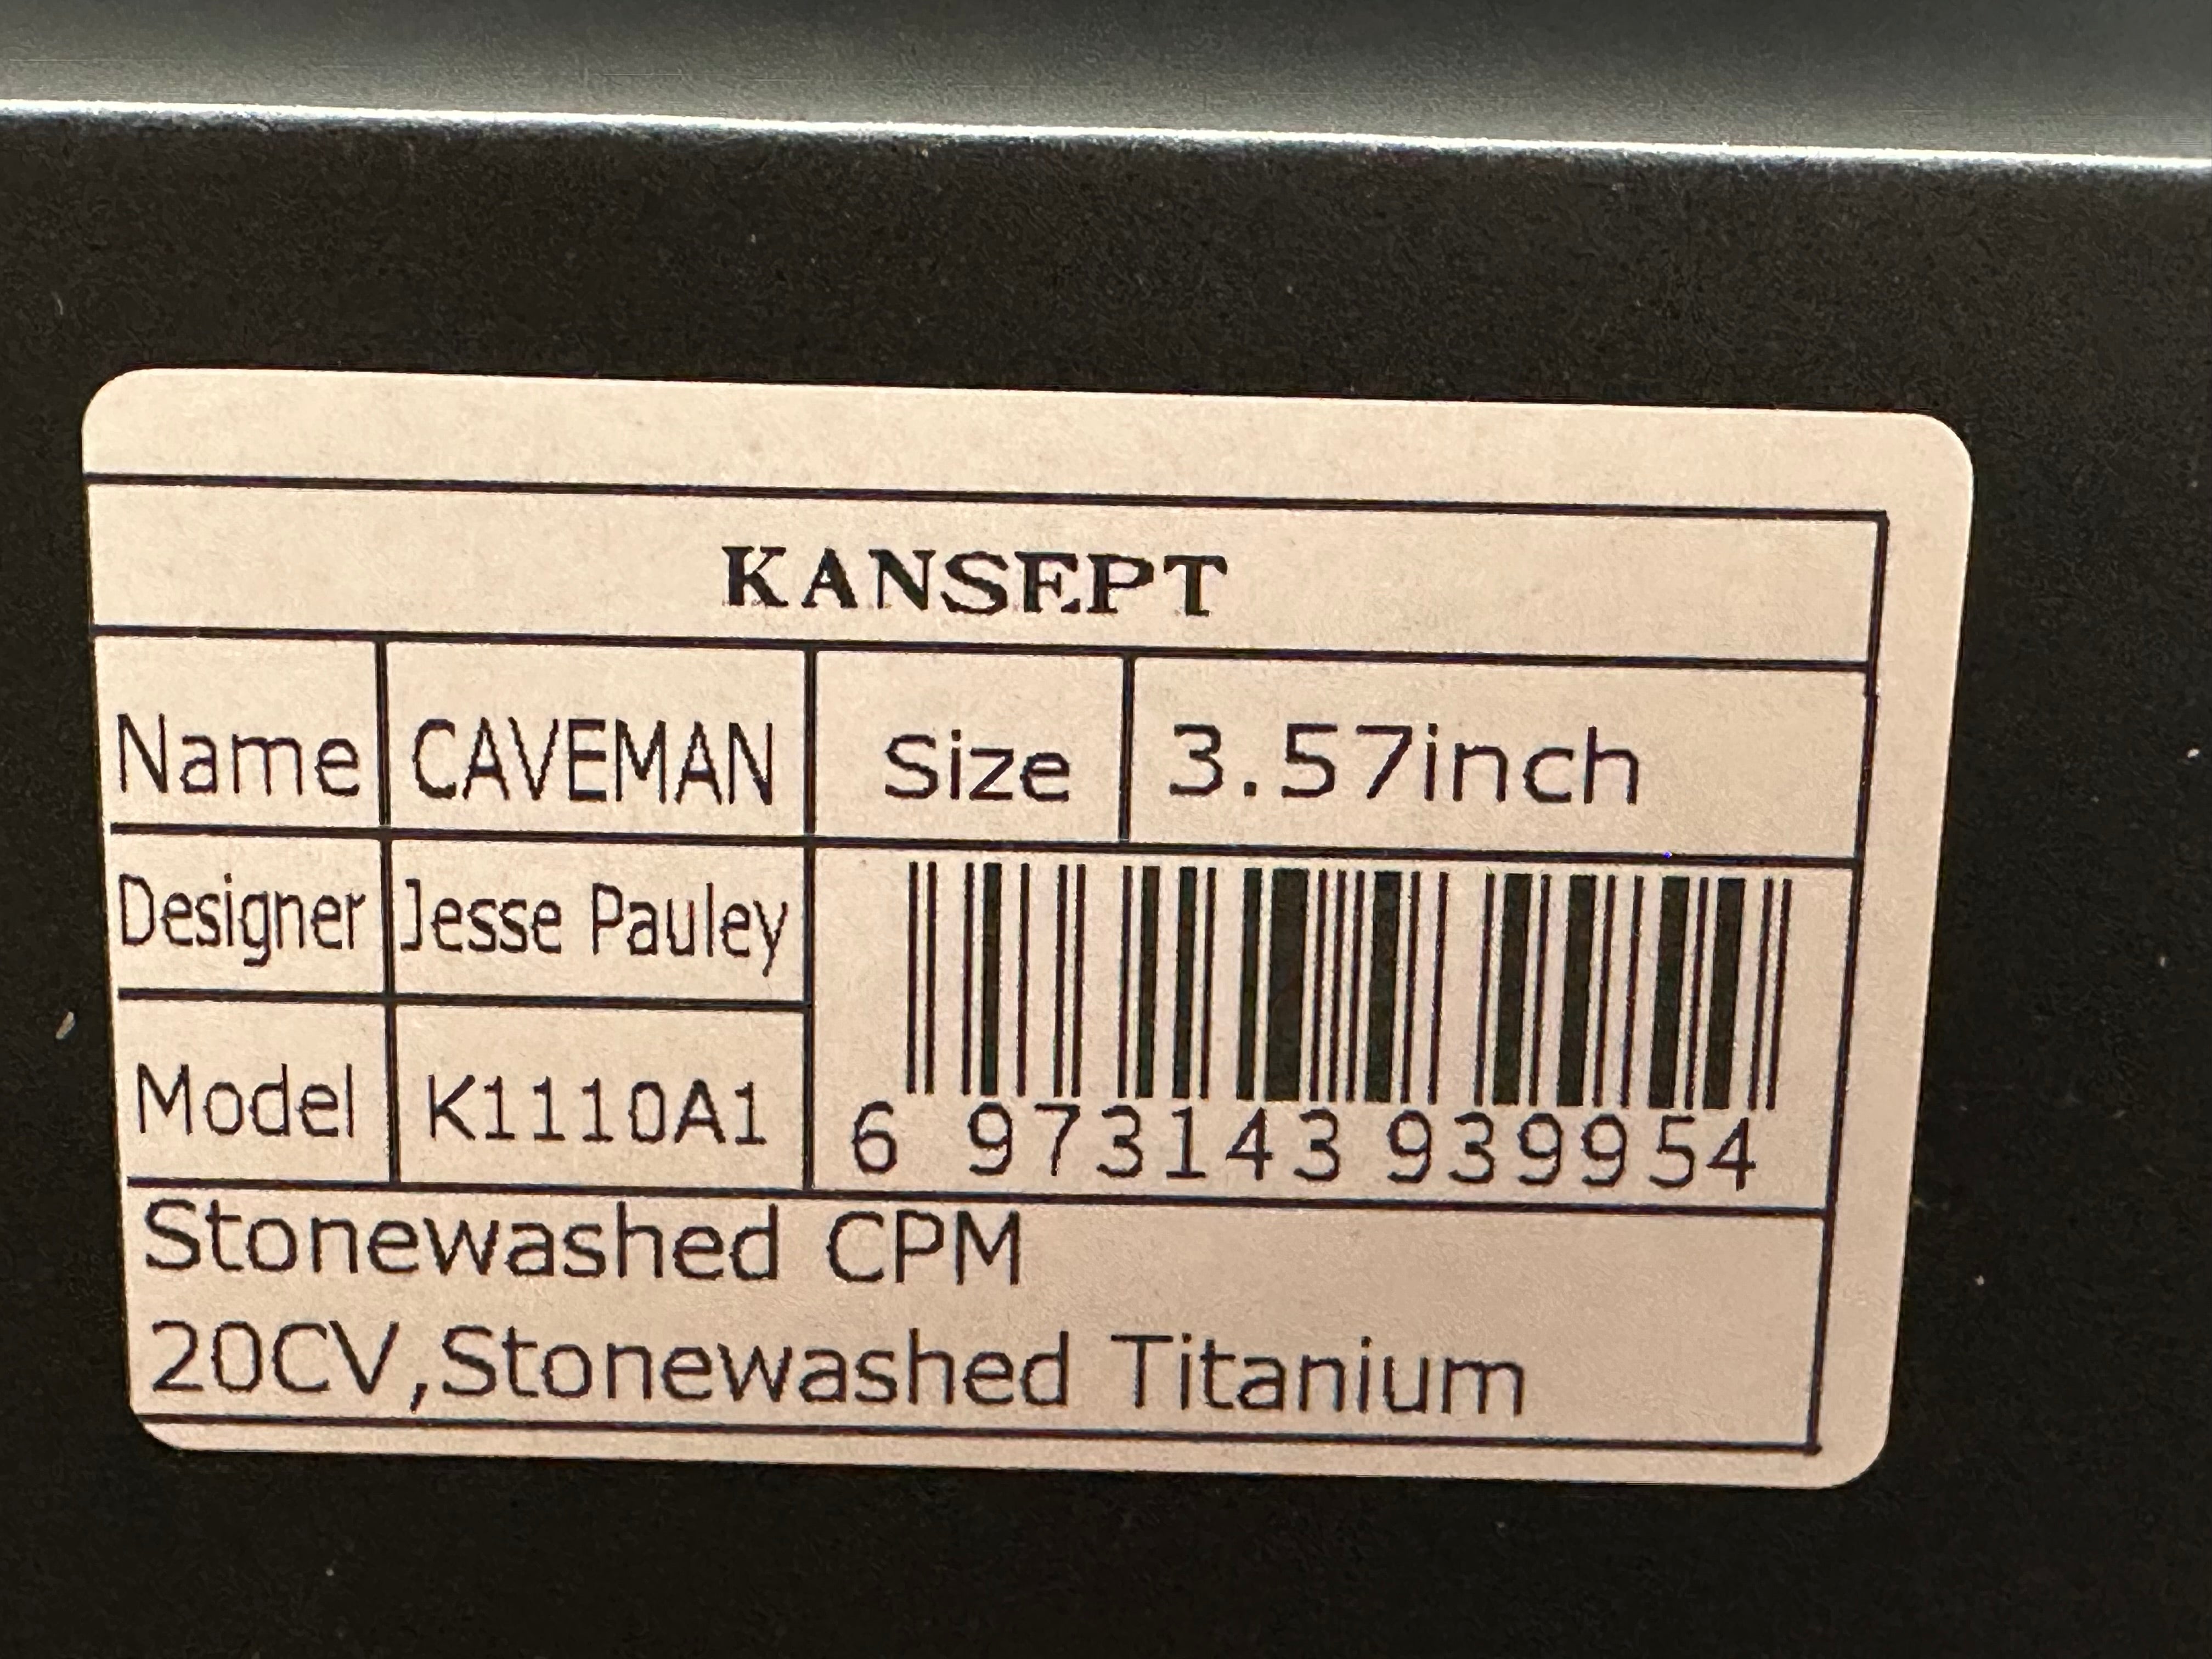 KANSEPT
Name CAVEMAN Size 3.57inch
Designer Jesse Pauley
Model K1110A1
6 973143 939954
Stonewashed CPM
20CV,Stonewashed Titanium